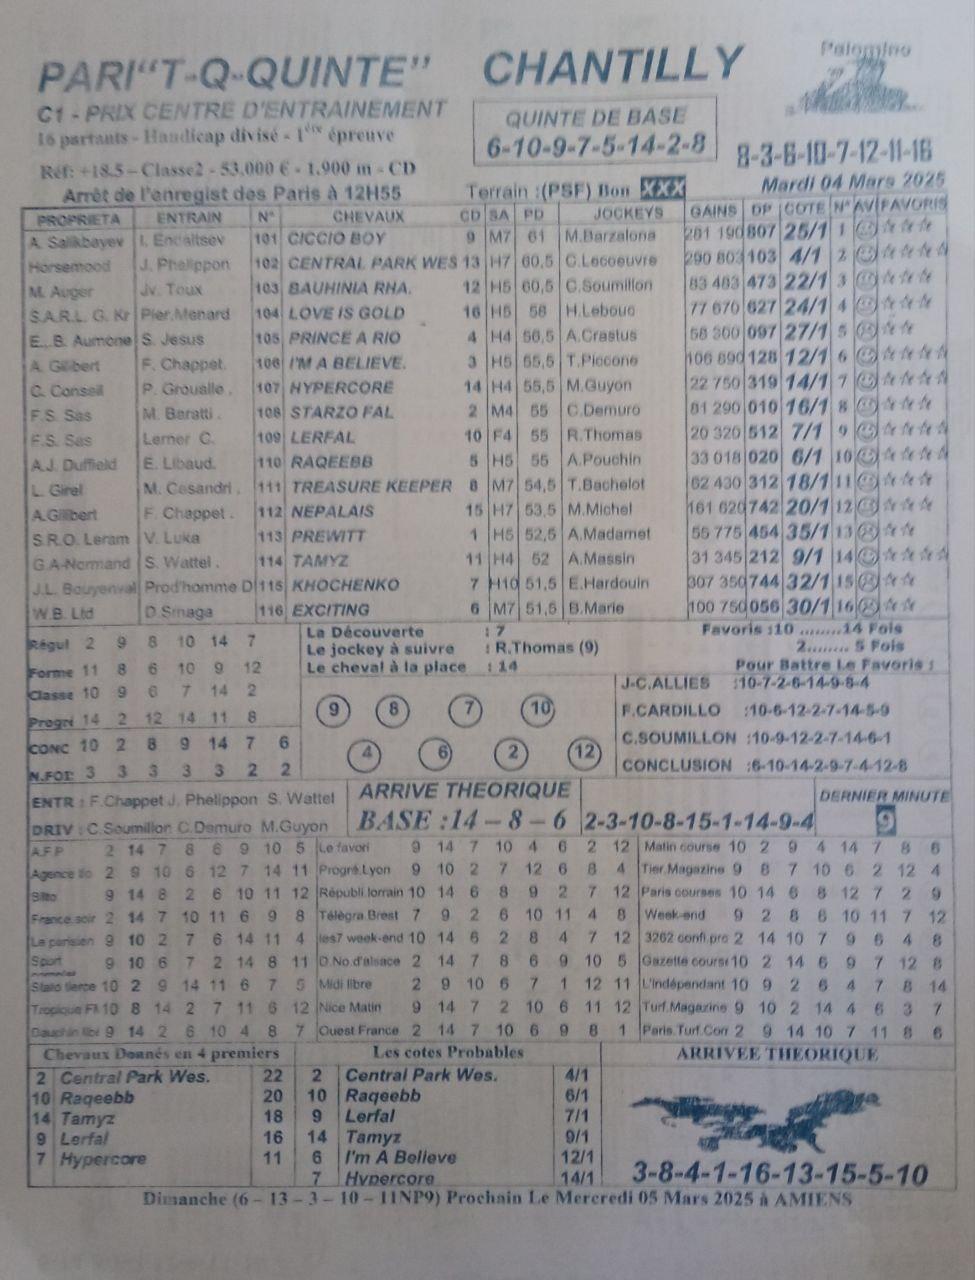 PARI"T-Q-QUINTE" CHANTILLY Palomino
C1 - PRIX CENTRE D'ENTRAINEMENT
16 partants - Handicap divisé - 1ère épreuve
QUINTE DE BASE
6-10-9-7-5-14-2-8
8-3-6-10-7-12-11-16
Réf: +18.5 – Classe2 - 53.000 € - 1.900 m - CD
Mardi 04 Mars 2025
Arrêt de l'enregist des Paris à 12H55 Terrain :(PSF) Bon XXX
PROPRIETA ENTRAIN N° CHEVAUX CD SA PD JOCKEYS GAINS DP COTE N° AVI FAVORIS
A. Salikbayev I. Endaltsev 101 CICCIO BOY 9 M7 61 M.Barzalona 281 190 807 25/1 1 ☺ ☆☆☆
Horsemood J. Phelippon 102 CENTRAL PARK WES 13 H7 60,5 C.Lecoeuvre 290 803 103 4/1 2 ☺ ☆☆☆☆
M. Auger Jv. Toux 103 BAUHINIA RHA. 12 H5 60,5 C.Soumillon 83 483 473 22/1 3 ☺ ☆☆☆
S.A.R.L. G. Kr Pier.Menard 104 LOVE IS GOLD 16 H5 58 H.Lebouc 77 670 627 24/1 4 ☺ ☆☆☆
E,.B. Aumone S. Jesus 105 PRINCE A RIO 4 H4 56,5 A.Crastus 58 300 097 27/1 5 ☹ ☆☆
A. Gilibert F. Chappet. 106 I'M A BELIEVE. 3 H5 55,5 T.Piccone 106 890 128 12/1 6 ☺ ☆☆☆☆
C. Conseil P. Groualle . 107 HYPERCORE 14 H4 55,5 M.Guyon 22 750 319 14/1 7 ☺ ☆☆☆☆
F.S. Sas M. Baratti . 108 STARZO FAL 2 M4 55 C.Demuro 81 290 010 16/1 8 ☺ ☆☆☆
F.S. Sas Lerner C. 109 LERFAL 10 F4 55 R.Thomas 20 320 512 7/1 9 ☺ ☆☆☆☆
A.J. Duffield E. Libaud. 110 RAQEEBB 5 H5 55 A.Pouchin 33 018 020 6/1 10 ☺ ☆☆☆☆
L. Girel M. Cesandri . 111 TREASURE KEEPER 8 M7 54,5 T.Bachelot 62 430 312 18/1 11 ☺ ☆☆☆
A.Gilibert F. Chappet . 112 NEPALAIS 15 H7 53,5 M.Michel 161 620 742 20/1 12 ☺ ☆☆☆
S.R.O. Leram V. Luka 113 PREWITT 1 H5 52,5 A.Madamet 55 775 454 35/1 13 ☹ ☆☆
G.A-Normand S. Wattel . 114 TAMYZ 11 H4 52 A.Massin 31 345 212 9/1 14 ☺ ☆☆☆☆
J.L. Bouyenval Prod'homme D 115 KHOCHENKO 7 H10 51,5 E.Hardouin 307 350 744 32/1 15 ☹ ☆☆
W.B. Ltd D.Smaga 116 EXCITING 6 M7 51,5 B.Marie 100 750 056 30/1 16 ☹ ☆☆
Régul 2 9 8 10 14 7
Forme 11 8 6 10 9 12
Classe 10 9 6 7 14 2
Progré 14 2 12 14 11 8
CONC 10 2 8 9 14 7 6
N.FOI 3 3 3 3 3 2 2
La Découverte : 7
Le jockey à suivre : R.Thomas (9)
Le cheval à la place : 14
Favoris :10 ........14 Fois
2........ 5 Fois
Pour Battre Le Favoris :
9 8 7 10
4 6 2 12
J-C.ALLIES :10-7-2-6-14-9-8-4
F.CARDILLO :10-6-12-2-7-14-5-9
C.SOUMILLON :10-9-12-2-7-14-6-1
CONCLUSION :6-10-14-2-9-7-4-12-8
ENTR : F.Chappet J. Phelippon S. Wattel
DRIV : C.Soumillon C.Demuro M.Guyon
ARRIVE THEORIQUE
BASE :14 – 8 – 6
2-3-10-8-15-1-14-9-4
DERNIER MINUTE
9
A.F.P 2 14 7 8 6 9 10 5 Le favori 9 14 7 10 4 6 2 12 Matin course 10 2 9 4 14 7 8 6
Agence tip 2 9 10 6 12 7 14 11 Progré.Lyon 9 10 2 7 12 6 8 4 Tier.Magazine 9 8 7 10 6 2 12 4
Bilto 9 14 8 2 6 10 11 12 Républi.lorrain 10 14 6 8 9 2 7 12 Paris courses 10 14 6 8 12 7 2 9
France.soir 2 14 7 10 11 6 9 8 Télégra.Brest 7 9 2 6 10 11 4 8 Week-end 9 2 8 6 10 11 7 12
Le parisien 9 10 2 7 6 14 11 4 les7 week-end 10 14 6 2 8 4 7 12 3262 confi.pro 2 14 10 7 9 6 4 8
Sport 9 10 6 7 2 14 8 11 D.No.d'alsace 2 14 7 8 6 9 10 5 Gazette course 10 2 14 6 9 7 12 8
Stato tierce 10 2 9 14 11 6 7 5 Midi libre 2 9 10 6 7 1 12 11 L'indépendant 10 9 2 6 4 7 8 14
Tropique FM 10 8 14 2 7 11 6 12 Nice Matin 9 14 7 2 10 6 11 12 Turf.Magazine 9 10 2 14 4 6 3 7
Dauphin libé 9 14 2 6 10 4 8 7 Ouest France 2 14 7 10 6 9 8 1 Paris.Turf.Con 2 9 14 10 7 11 8 6
Chevaux Donnés en 4 premiers
2 Central Park Wes. 22
10 Raqeebb 20
14 Tamyz 18
9 Lerfal 16
7 Hypercore 11
Les cotes Probables
2 Central Park Wes. 4/1
10 Raqeebb 6/1
9 Lerfal 7/1
14 Tamyz 9/1
6 I'm A Believe 12/1
7 Hypercore 14/1
ARRIVEE THEORIQUE
3-8-4-1-16-13-15-5-10
Dimanche (6 – 13 – 3 – 10 – 11NP9) Prochain Le Mercredi 05 Mars 2025 à AMIENS